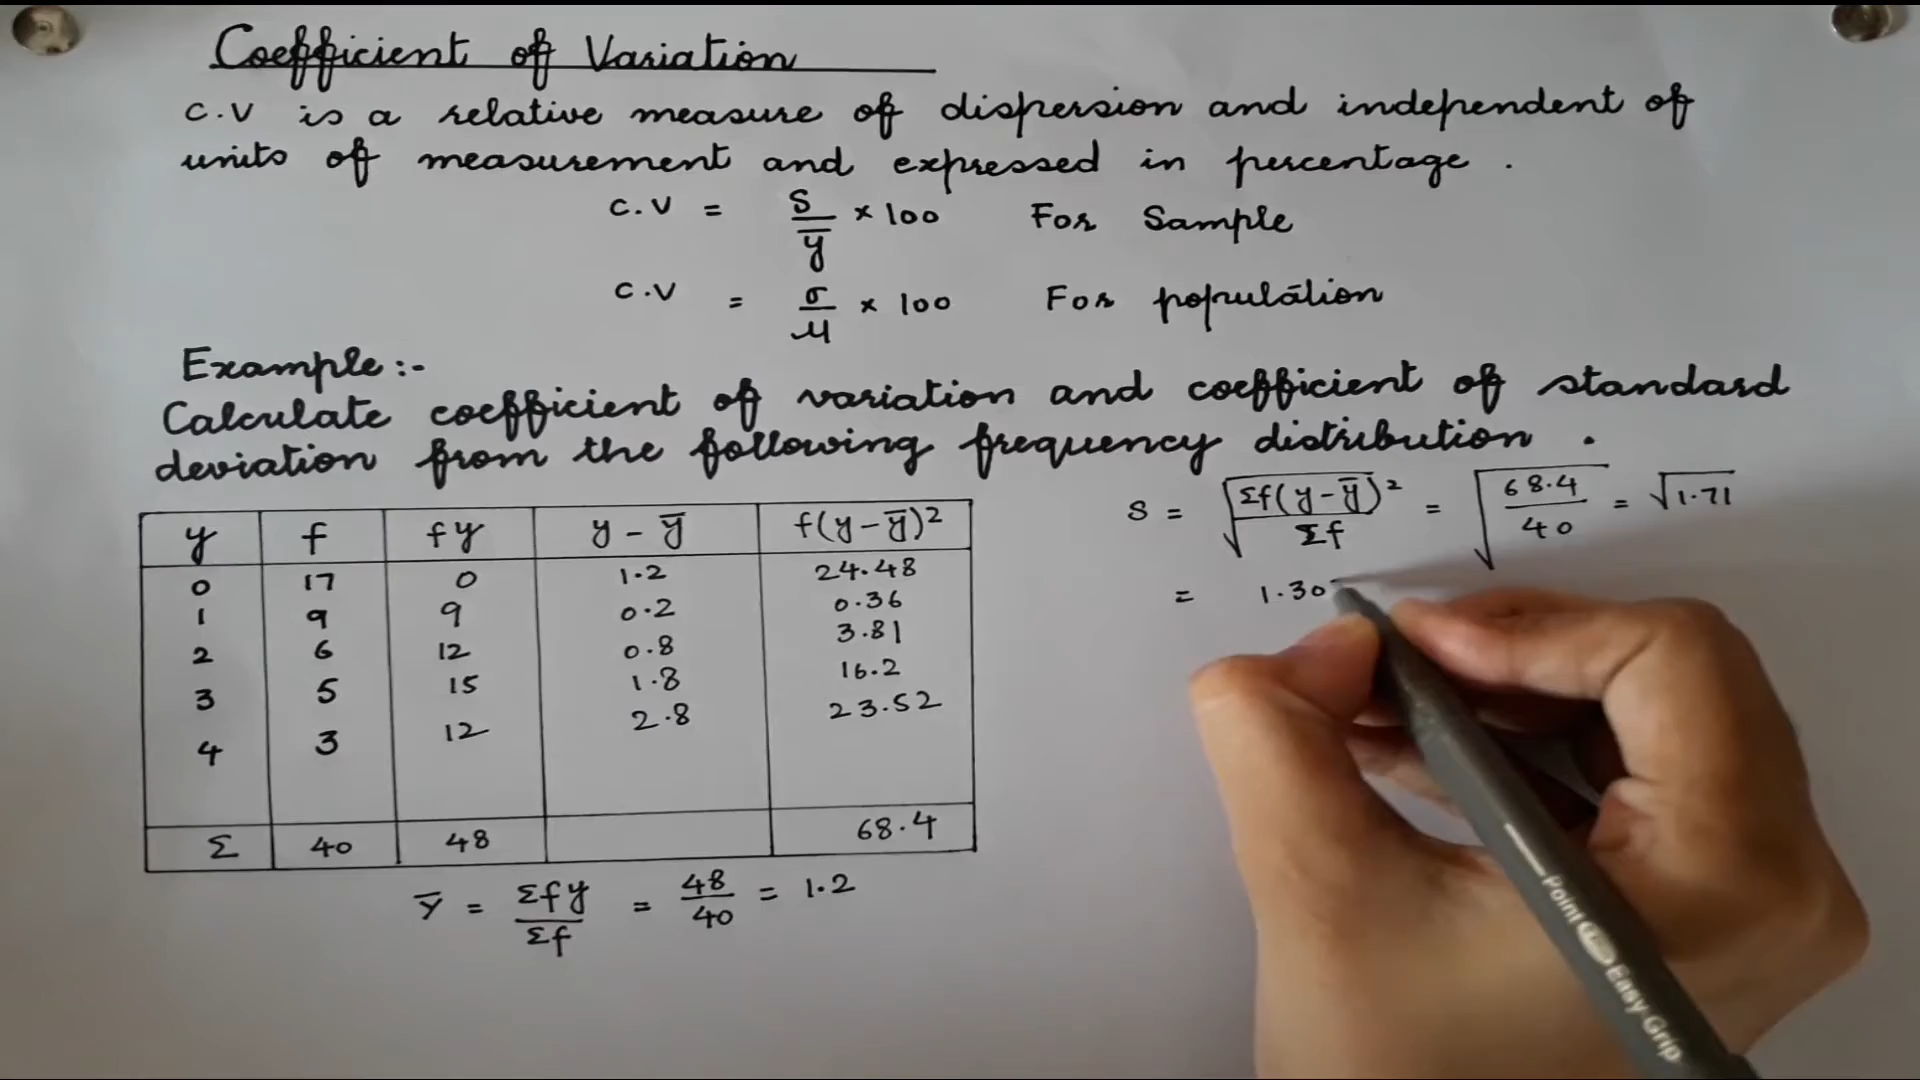 Coefficient of Variation
C.V is a relative measure of dispersion and independent of
units of measurement and expressed in percentage .
C.V = S/ȳ × 100 For Sample
C.V = σ/μ × 100 For population
Example:-
Calculate coefficient of variation and coefficient of standard
deviation from the following frequency distribution .
y f fy y - ȳ f(y-ȳ)²
0 17 0 1.2 24.48
1 9 9 0.2 0.36
2 6 12 0.8 3.81
3 5 15 1.8 16.2
4 3 12 2.8 23.52
Σ 40 48 68.4
ȳ = Σfy/Σf = 48/40 = 1.2
S = √(Σf(y-ȳ)²/Σf) = √(68.4/40) = √1.71
= 1.30
Point Easy Grip